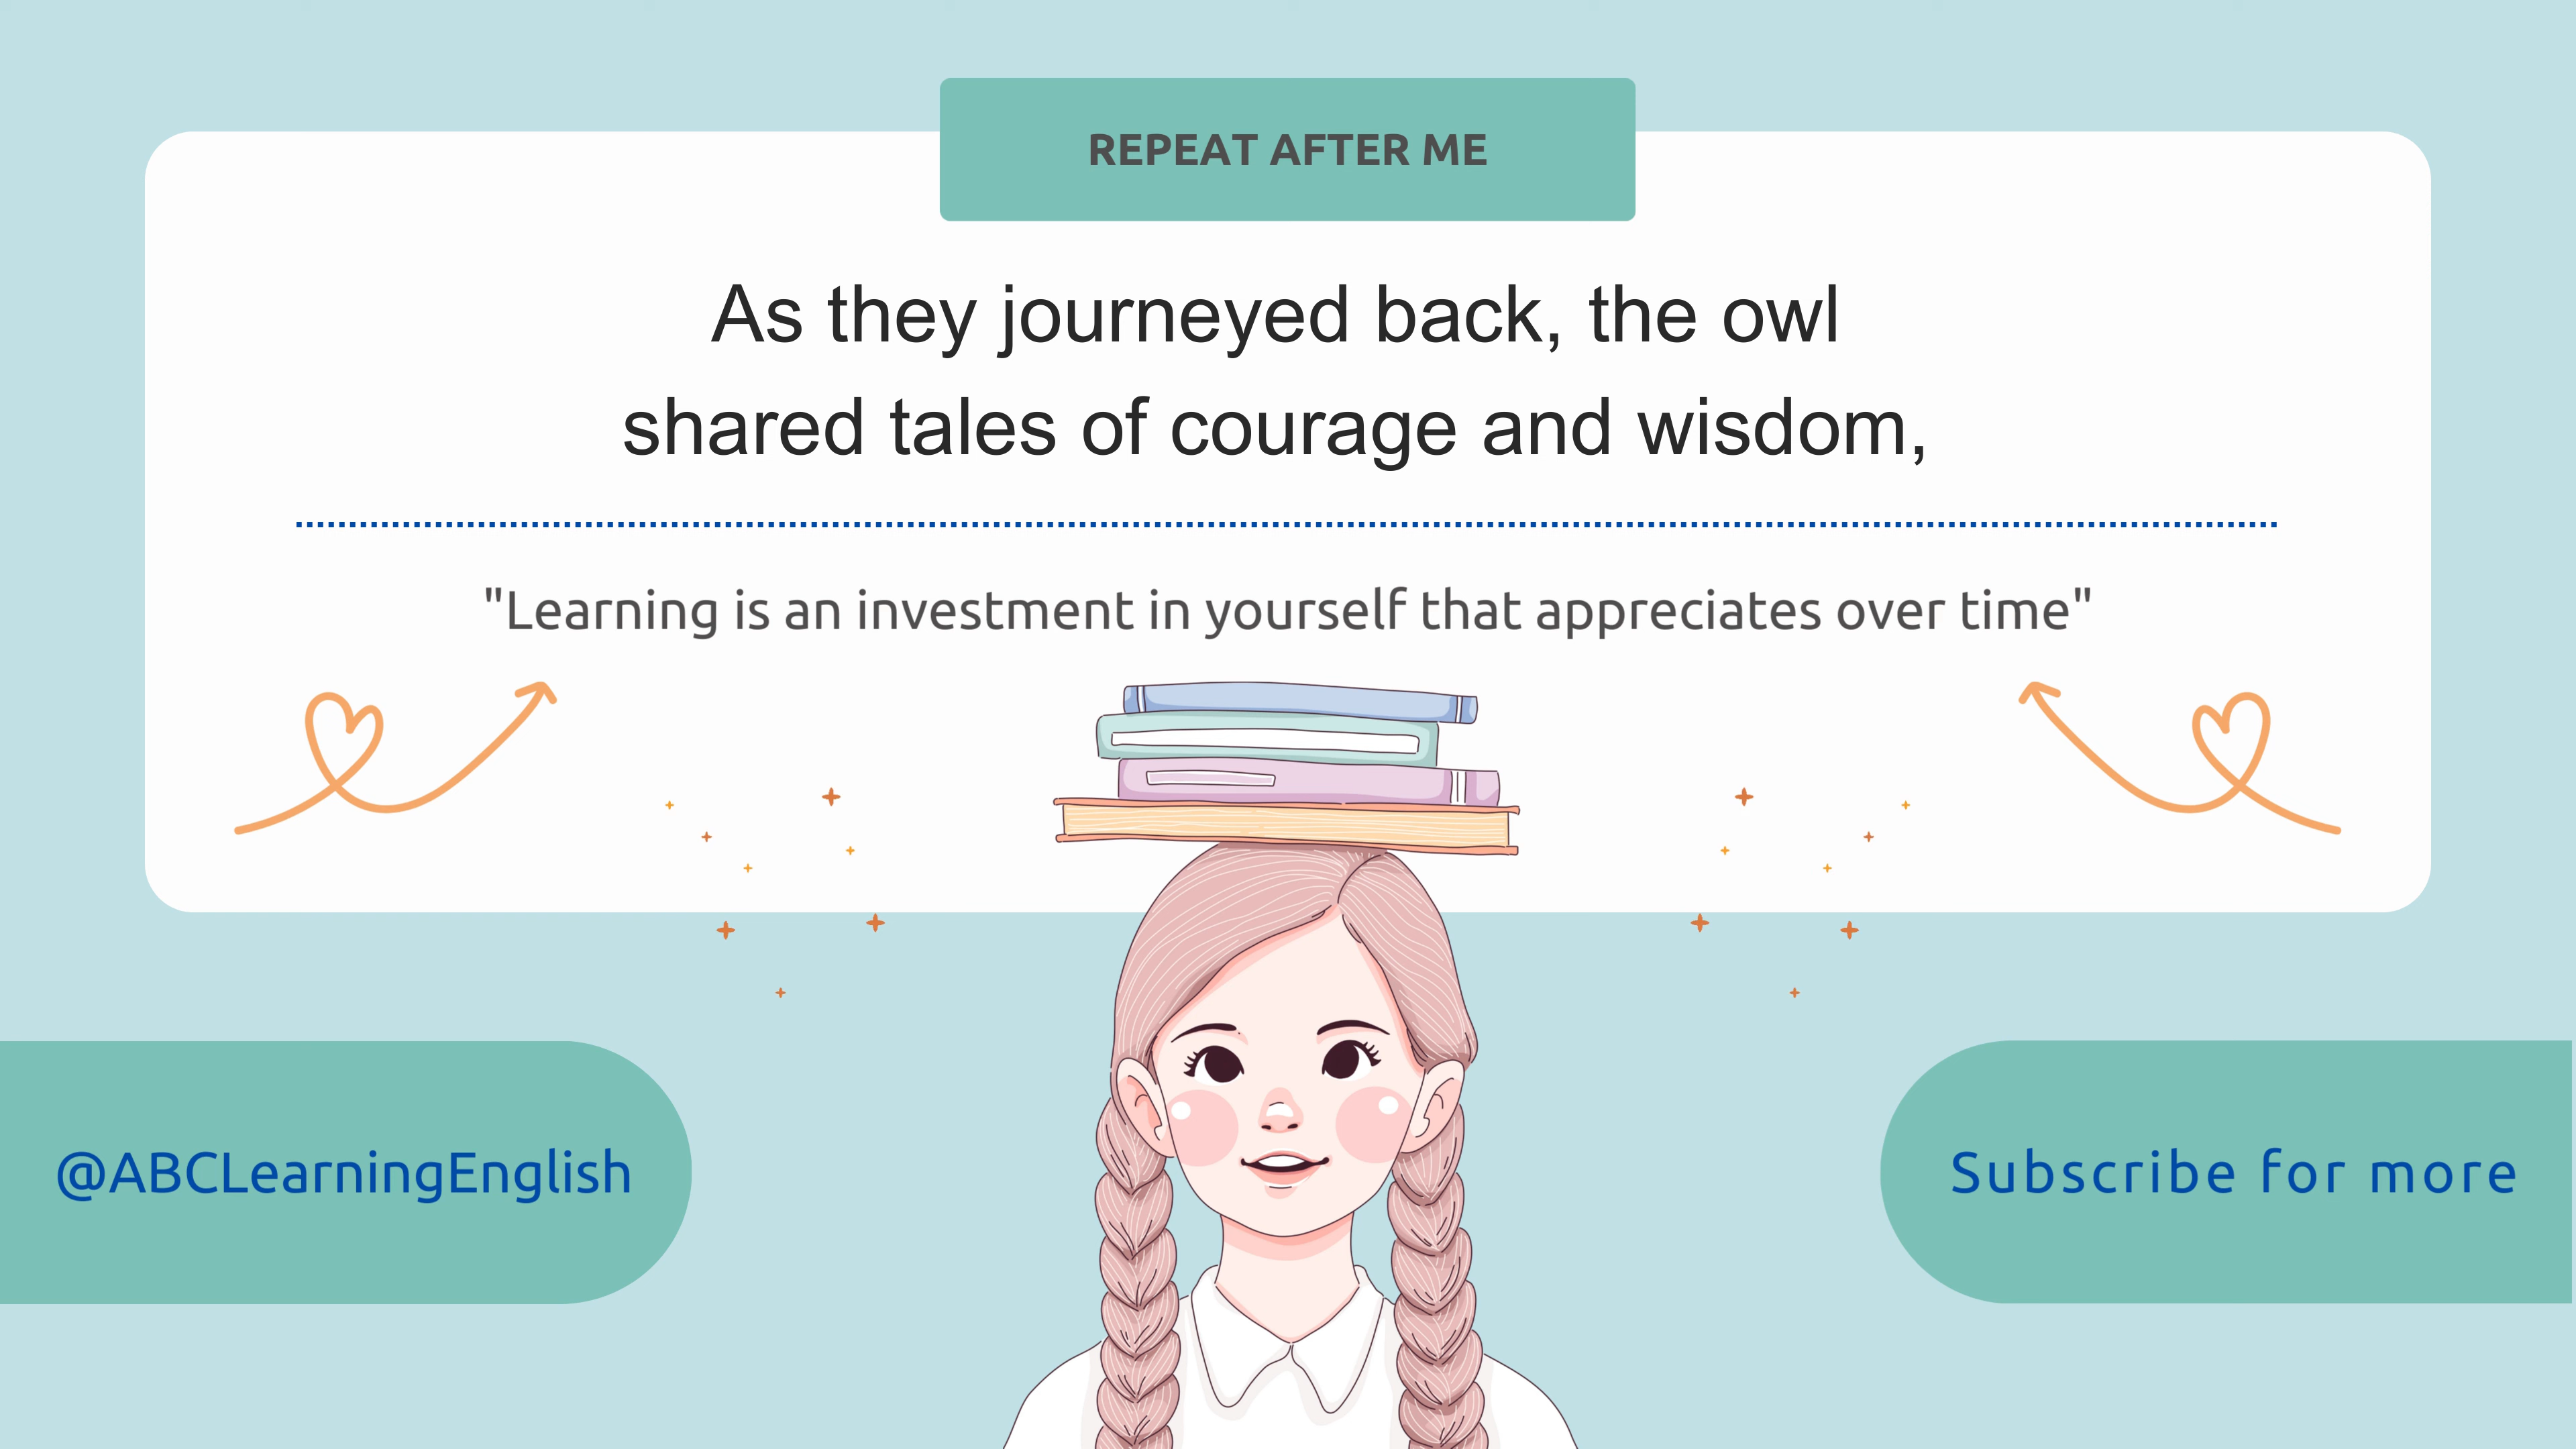 REPEAT AFTER ME
As they journeyed back, the owl
shared tales of courage and wisdom,
"Learning is an investment in yourself that appreciates over time"
@ABCLearningEnglish
Subscribe for more